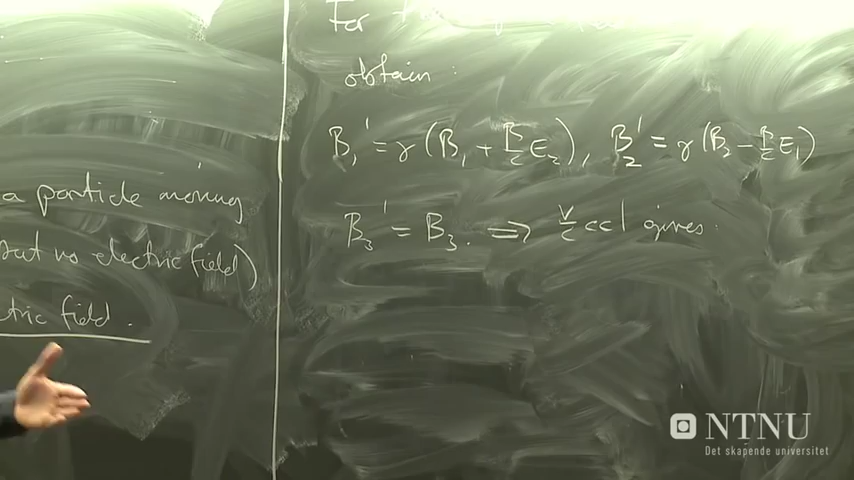 a particle moving
but no electric field)
tric field.
For
obtain :
B₁' = γ (B₁ + β/c E₂), B₂' = γ (B₂ − β/c E₁)
B₃' = B₃. ⇒ v/c << 1 gives:
NTNU
Det skapende universitet